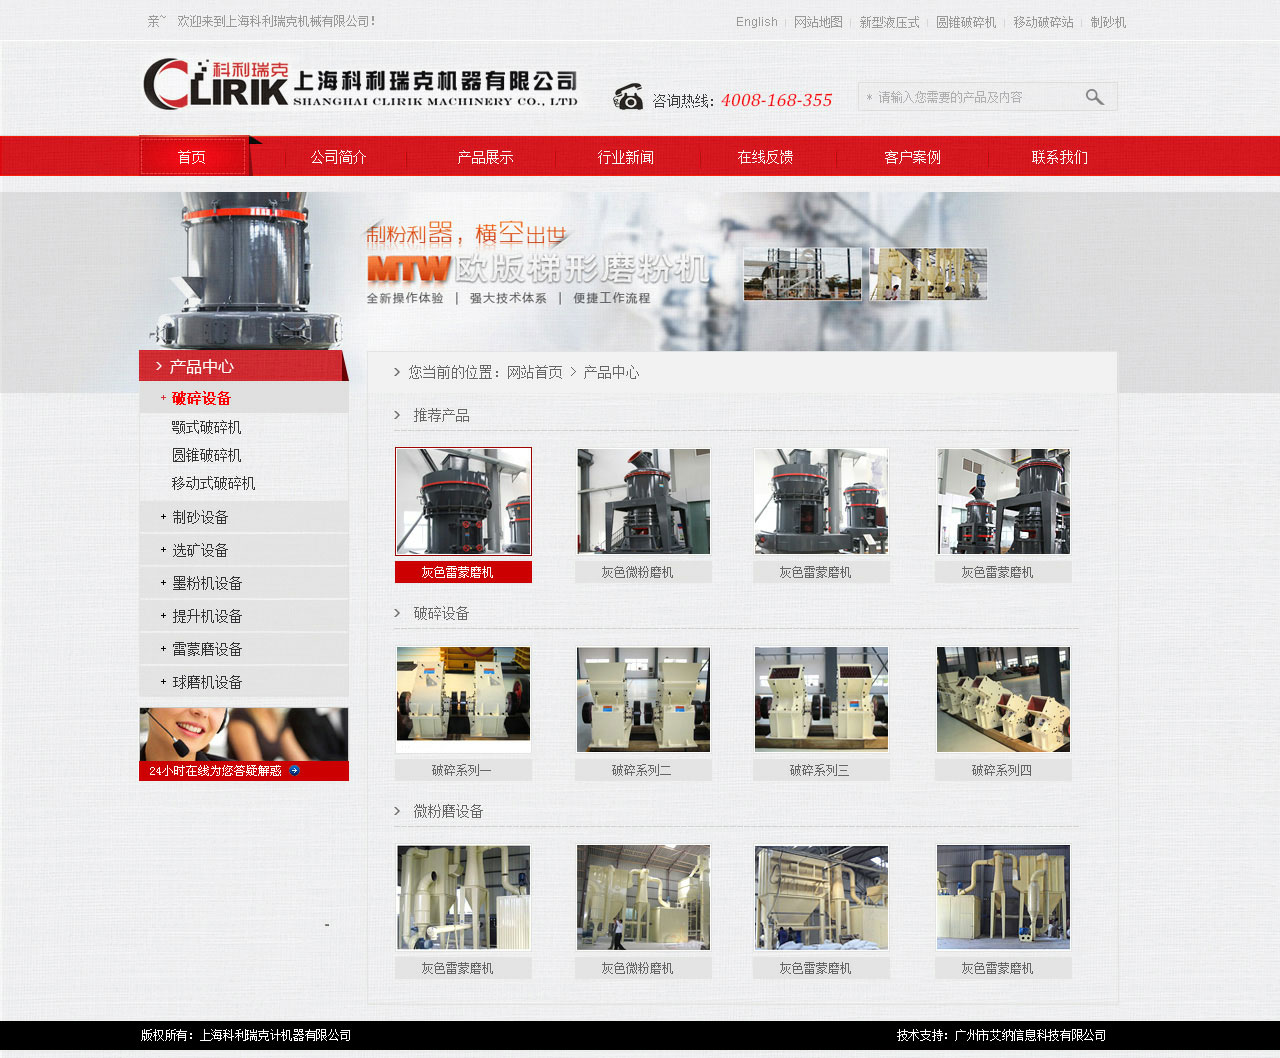 亲~ 欢迎来到上海科利瑞克机械有限公司!
English 网站地图 新型液压式 圆锥破碎机 移动破碎站 制砂机
CLIRIK 科利瑞克 上海科利瑞克机器有限公司
SHANGHAI CLIRIK MACHINERY CO., LTD
咨询热线: 4008-168-355
* 请输入您需要的产品及内容
首页 公司简介 产品展示 行业新闻 在线反馈 客户案例 联系我们
制粉利器，横空出世
MTW欧版梯形磨粉机
全新操作体验 | 强大技术体系 | 便捷工作流程
产品中心
+ 破碎设备
颚式破碎机
圆锥破碎机
移动式破碎机
+ 制砂设备
+ 选矿设备
+ 墨粉机设备
+ 提升机设备
+ 雷蒙磨设备
+ 球磨机设备
24小时在线为您答疑解惑
> 您当前的位置：网站首页 > 产品中心
> 推荐产品
灰色雷蒙磨机 灰色微粉磨机 灰色雷蒙磨机 灰色雷蒙磨机
> 破碎设备
破碎系列一 破碎系列二 破碎系列三 破碎系列四
> 微粉磨设备
灰色雷蒙磨机 灰色微粉磨机 灰色雷蒙磨机 灰色雷蒙磨机
-
版权所有：上海科利瑞克计机器有限公司
技术支持：广州市艾纳信息科技有限公司